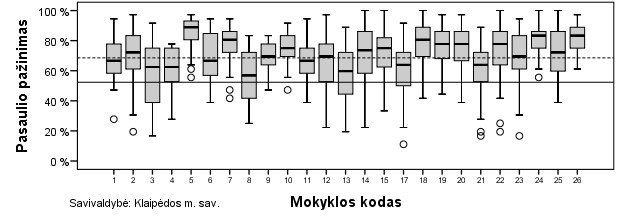 100 %
80 %
60 %
40 %
20 %
0 %
Pasaulio pažinimas
1 2 3 4 5 6 7 8 9 10 11 12 13 14 15 17 18 19 20 21 22 23 24 25 26
Savivaldybė: Klaipėdos m. sav.
Mokyklos kodas